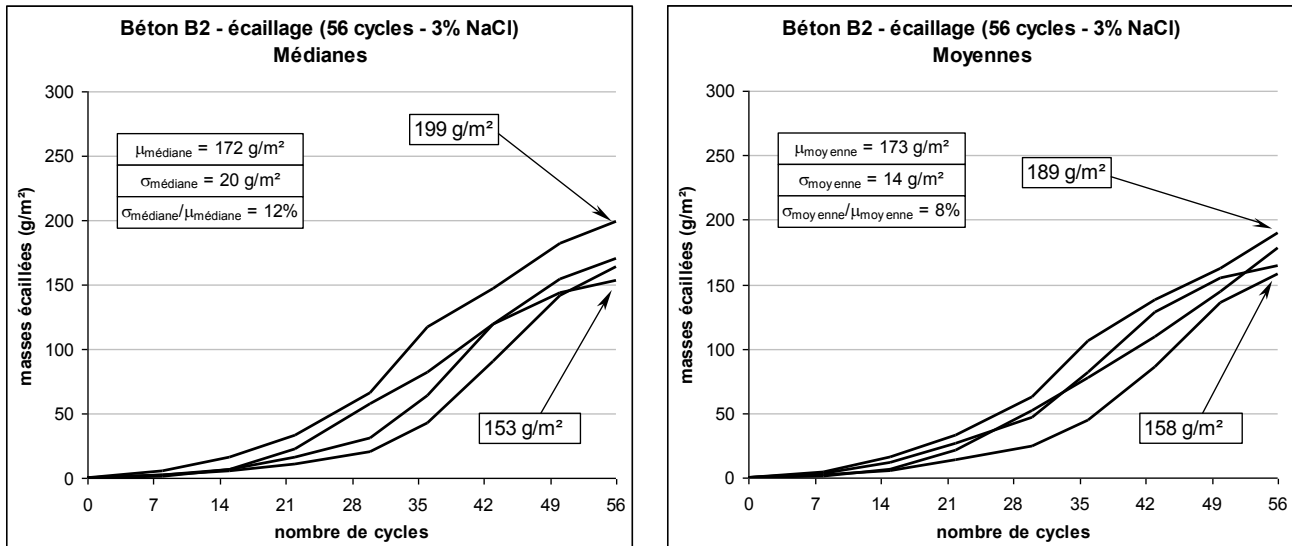 Béton B2 - écaillage (56 cycles - 3% NaCl)
Médianes
masses écaillées (g/m²)
300
250
200
150
100
50
0
μmédiane = 172 g/m²
σmédiane = 20 g/m²
σmédiane/μmédiane = 12%
199 g/m²
153 g/m²
0 7 14 21 28 35 42 49 56
nombre de cycles
Béton B2 - écaillage (56 cycles - 3% NaCl)
Moyennes
masses écaillées (g/m²)
300
250
200
150
100
50
0
μmoyenne = 173 g/m²
σmoyenne = 14 g/m²
σmoyenne/μmoyenne = 8%
189 g/m²
158 g/m²
0 7 14 21 28 35 42 49 56
nombre de cycles